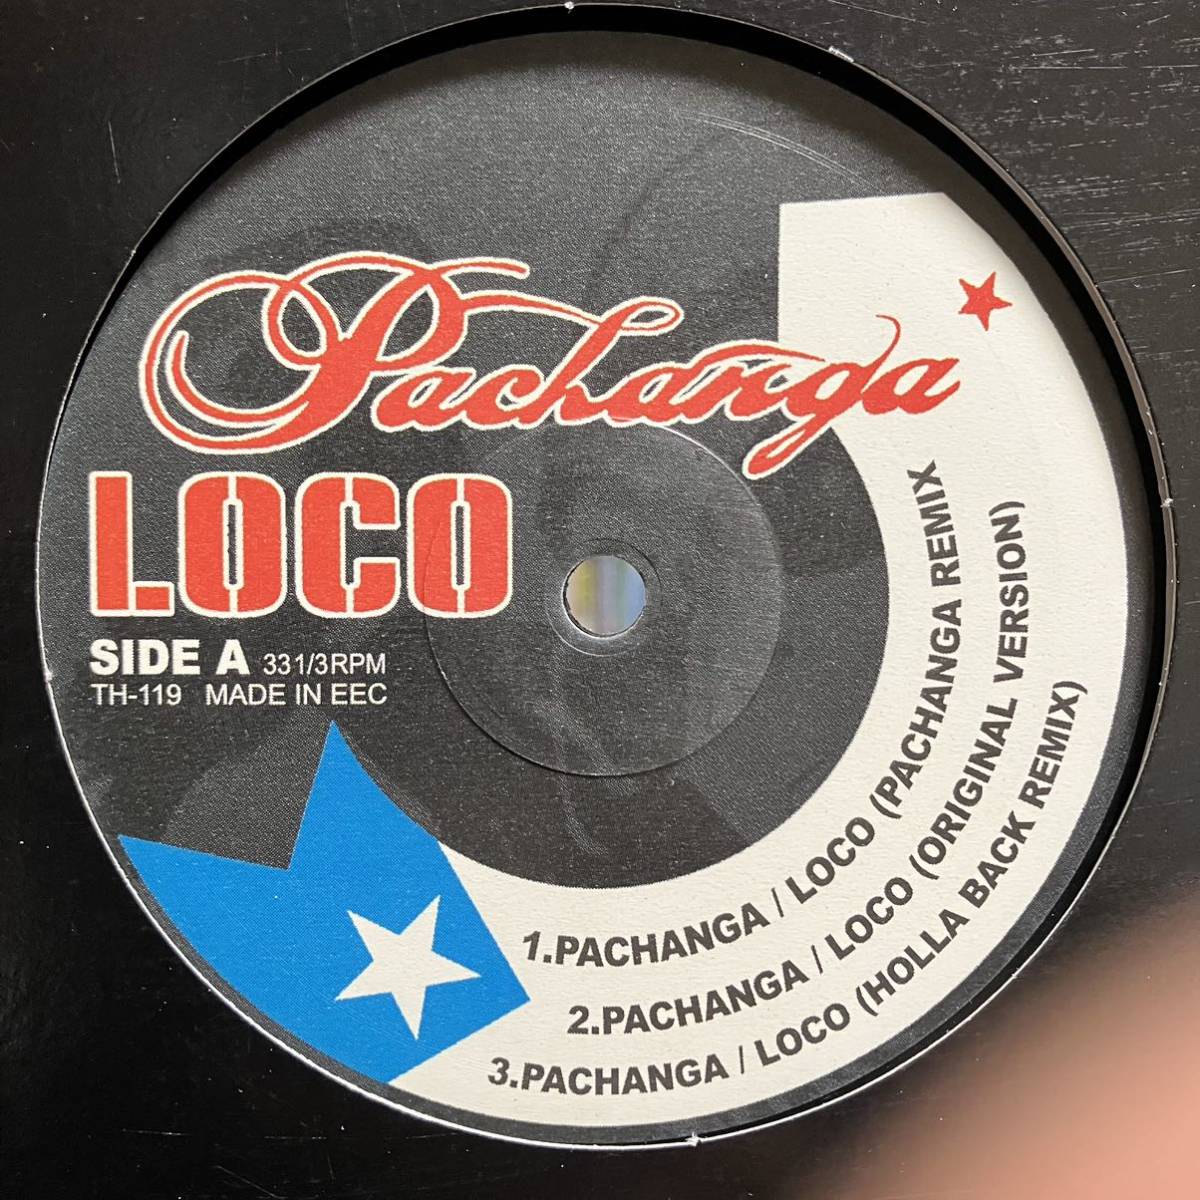 Pachanga
LOCO
SIDE A 331/3RPM
TH-119 MADE IN EEC
1.PACHANGA / LOCO (PACHANGA REMIX
2.PACHANGA / LOCO (ORIGINAL VERSION)
3.PACHANGA / LOCO (HOLLA BACK REMIX)